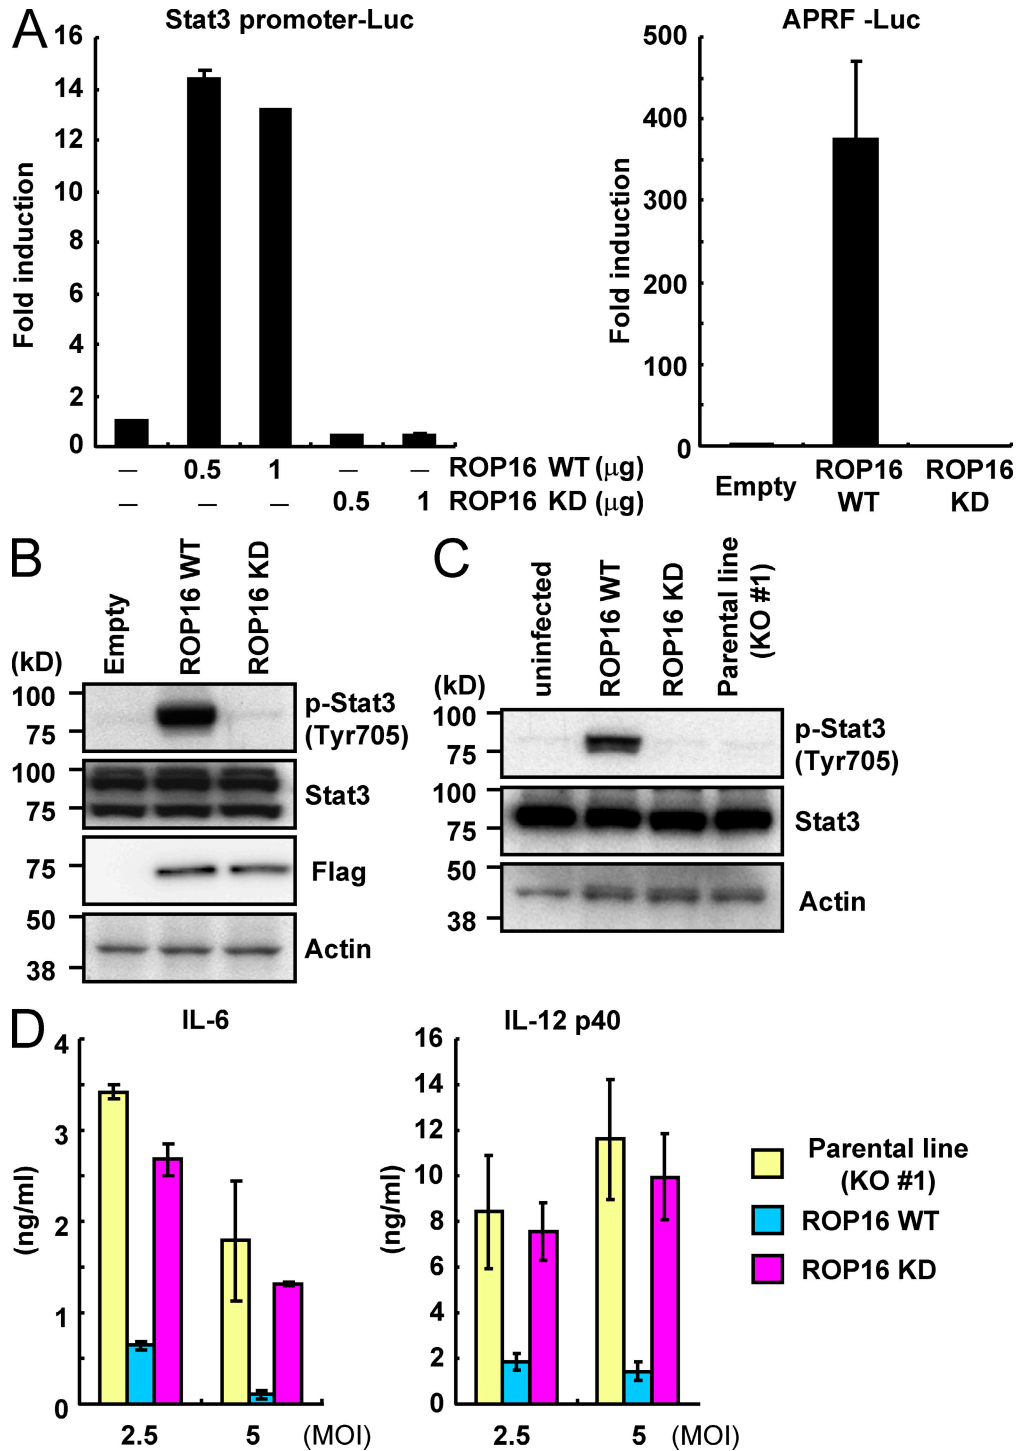 A
Stat3 promoter-Luc
Fold induction
16
14
12
10
8
6
4
2
0
— 0.5 1 — — ROP16 WT (μg)
— — — 0.5 1 ROP16 KD (μg)
APRF -Luc
Fold induction
500
400
300
200
100
0
Empty
ROP16 WT
ROP16 KD
B
Empty
ROP16 WT
ROP16 KD
(kD)
100
75
p-Stat3
(Tyr705)
100
75
Stat3
75
Flag
50
38
Actin
C
uninfected
ROP16 WT
ROP16 KD
Parental line
(KO #1)
(kD)
100
75
p-Stat3
(Tyr705)
100
75
Stat3
50
38
Actin
D
IL-6
(ng/ml)
4
3
2
1
0
2.5 5 (MOI)
IL-12 p40
(ng/ml)
16
14
12
10
8
6
4
2
0
2.5 5 (MOI)
Parental line
(KO #1)
ROP16 WT
ROP16 KD